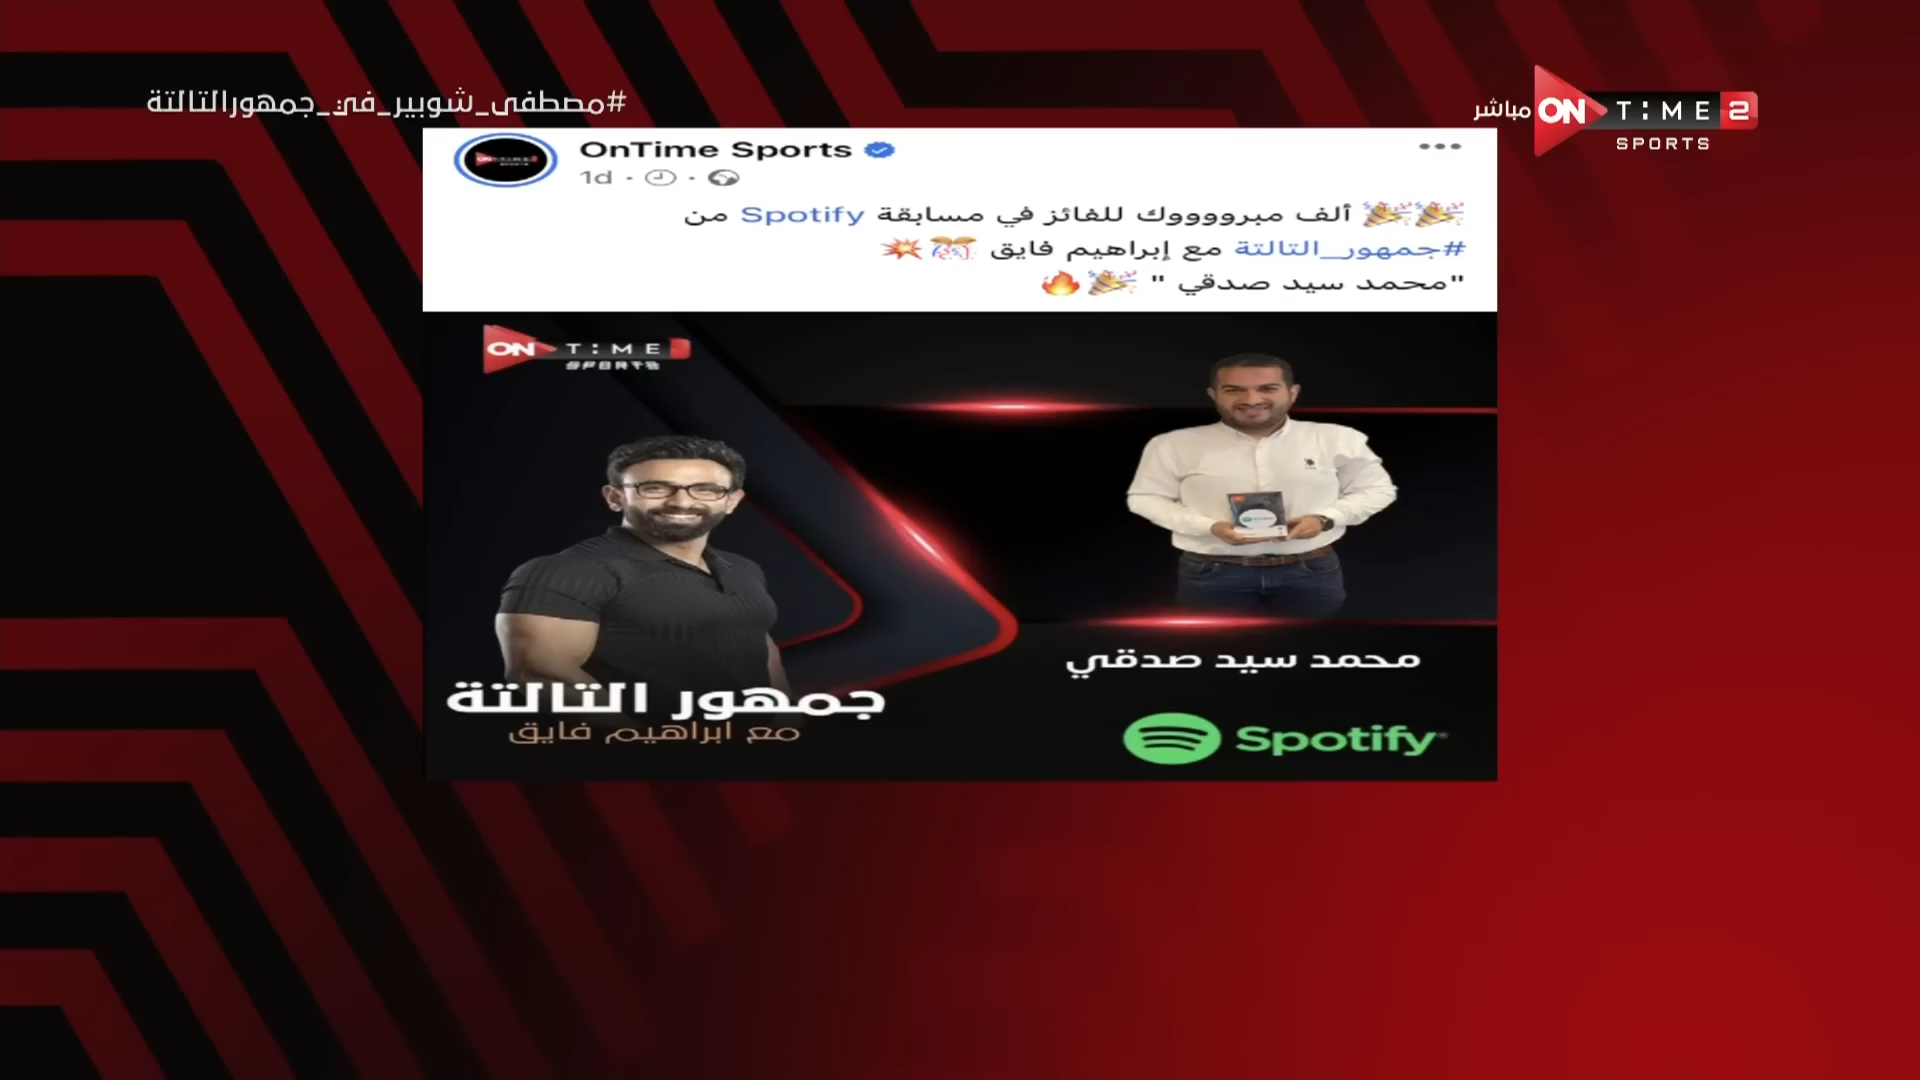 #مصطفى_شوبير_في_جمهورالتالتة
مباشر ON TIME 2
SPORTS
OnTime Sports
1d
ألف مبرووووك للفائز في مسابقة Spotify من
#جمهور_التالتة مع إبراهيم فايق
"محمد سيد صدقي "
ON TIME
SPORTS
محمد سيد صدقي
جمهور التالتة
مع ابراهيم فايق
Spotify